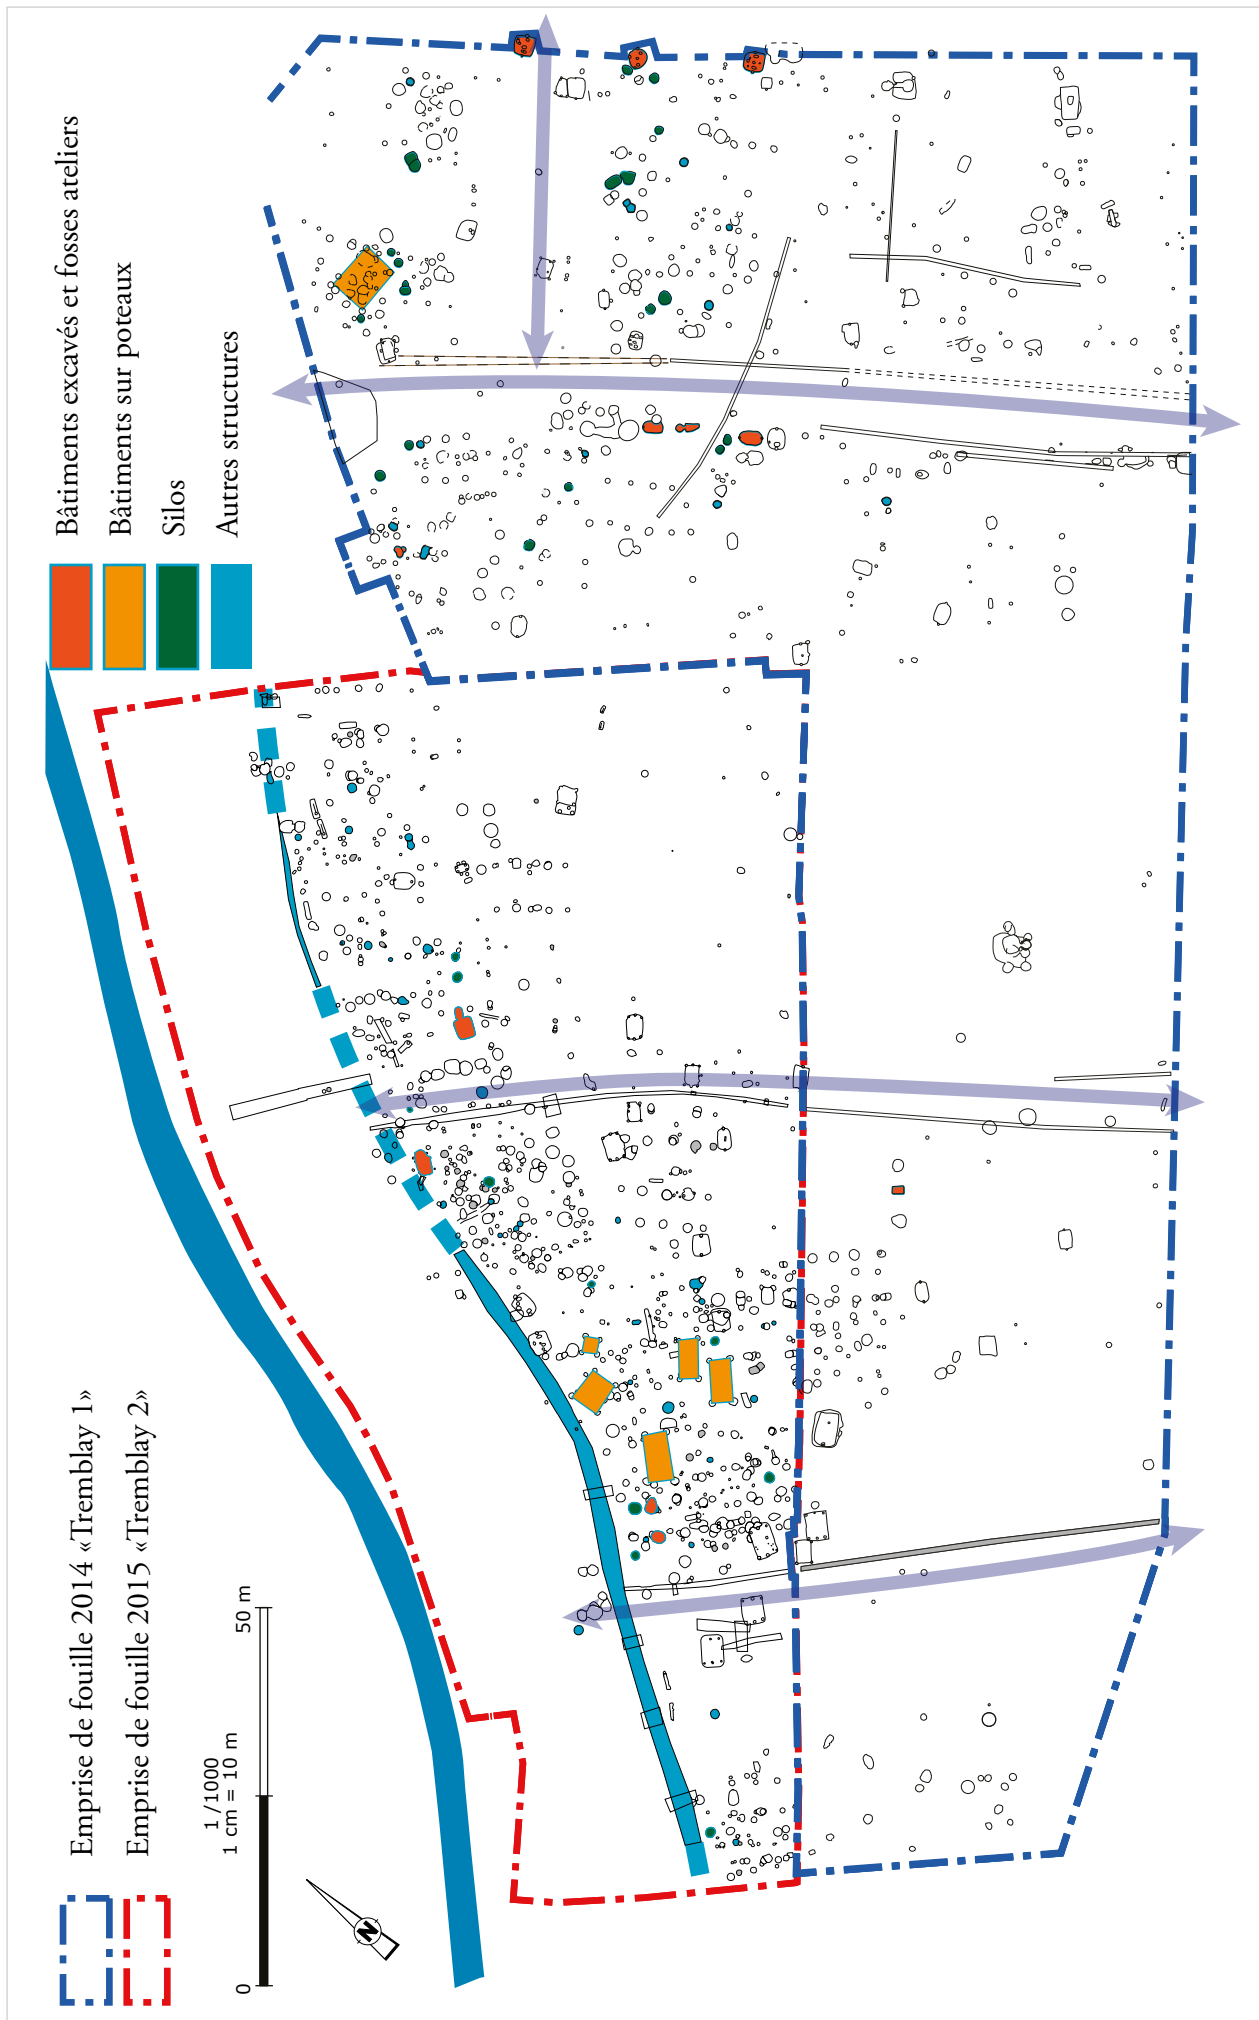 Bâtiments excavés et fosses ateliers
Bâtiments sur poteaux
Silos
Autres structures
Emprise de fouille 2014 «Tremblay 1»
Emprise de fouille 2015 «Tremblay 2»
0
50 m
1/1000
1 cm = 10 m
N